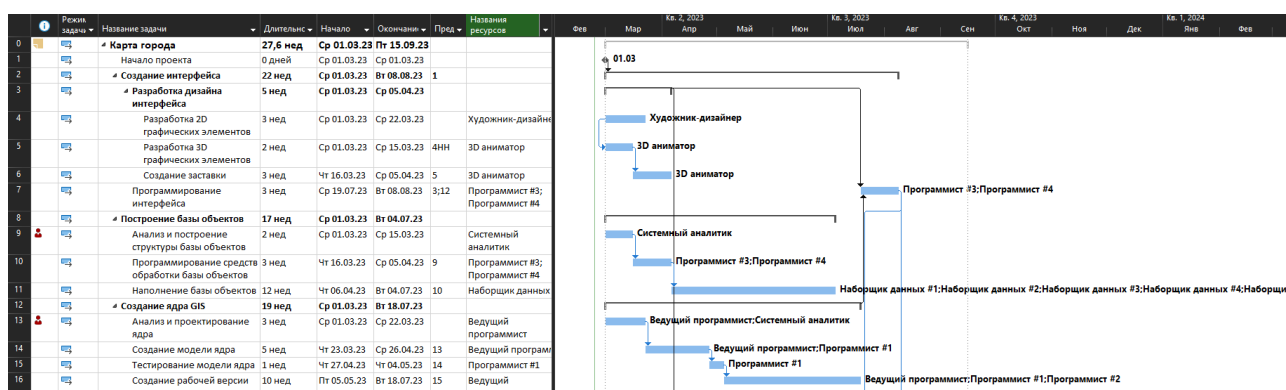 Режим задачи Название задачи Длительнс Начало Окончани Пред Названия ресурсов
Кв. 2, 2023 Кв. 3, 2023 Кв. 4, 2023 Кв. 1, 2024
Фев Мар Апр Май Июн Июл Авг Сен Окт Ноя Дек Янв Фев
0 Карта города 27,6 нед Ср 01.03.23 Пт 15.09.23
1 Начало проекта 0 дней Ср 01.03.23 Ср 01.03.23 01.03
2 Создание интерфейса 22 нед Ср 01.03.23 Вт 08.08.23 1
3 Разработка дизайна интерфейса 5 нед Ср 01.03.23 Ср 05.04.23
4 Разработка 2D графических элементов 3 нед Ср 01.03.23 Ср 22.03.23 Художник-дизайне Художник-дизайнер
5 Разработка 3D графических элементов 2 нед Ср 01.03.23 Ср 15.03.23 4НН 3D аниматор 3D аниматор
6 Создание заставки 3 нед Чт 16.03.23 Ср 05.04.23 5 3D аниматор 3D аниматор
7 Программирование интерфейса 3 нед Ср 19.07.23 Вт 08.08.23 3;12 Программист #3; Программист #4 Программист #3;Программист #4
8 Построение базы объектов 17 нед Ср 01.03.23 Вт 04.07.23
9 Анализ и построение структуры базы объектов 2 нед Ср 01.03.23 Ср 15.03.23 Системный аналитик Системный аналитик
10 Программирование средств обработки базы объектов 3 нед Чт 16.03.23 Ср 05.04.23 9 Программист #3; Программист #4 Программист #3;Программист #4
11 Наполнение базы объектов 12 нед Чт 06.04.23 Вт 04.07.23 10 Наборщик данных Наборщик данных #1;Наборщик данных #2;Наборщик данных #3;Наборщик данных #4;Наборщи
12 Создание ядра GIS 19 нед Ср 01.03.23 Вт 18.07.23
13 Анализ и проектирование ядра 3 нед Ср 01.03.23 Ср 22.03.23 Ведущий программист Ведущий программист;Системный аналитик
14 Создание модели ядра 5 нед Чт 23.03.23 Ср 26.04.23 13 Ведущий програм Ведущий программист;Программист #1
15 Тестирование модели ядра 1 нед Чт 27.04.23 Чт 04.05.23 14 Программист #1 Программист #1
16 Создание рабочей версии 10 нед Пт 05.05.23 Вт 18.07.23 15 Ведущий Ведущий программист;Программист #1;Программист #2